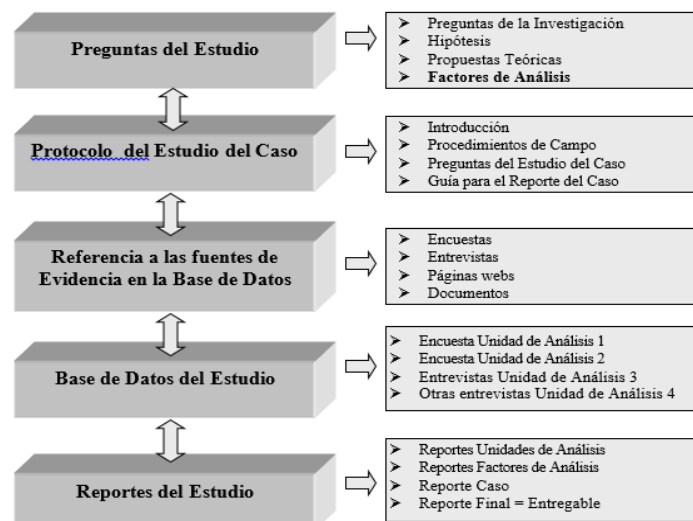 Preguntas del Estudio
Preguntas de la Investigación
Hipótesis
Propuestas Teóricas
Factores de Análisis
Protocolo del Estudio del Caso
Introducción
Procedimientos de Campo
Preguntas del Estudio del Caso
Guía para el Reporte del Caso
Referencia a las fuentes de
Evidencia en la Base de Datos
Encuestas
Entrevistas
Páginas webs
Documentos
Base de Datos del Estudio
Encuesta Unidad de Análisis 1
Encuesta Unidad de Análisis 2
Entrevistas Unidad de Análisis 3
Otras entrevistas Unidad de Análisis 4
Reportes del Estudio
Reportes Unidades de Análisis
Reportes Factores de Análisis
Reporte Caso
Reporte Final = Entregable